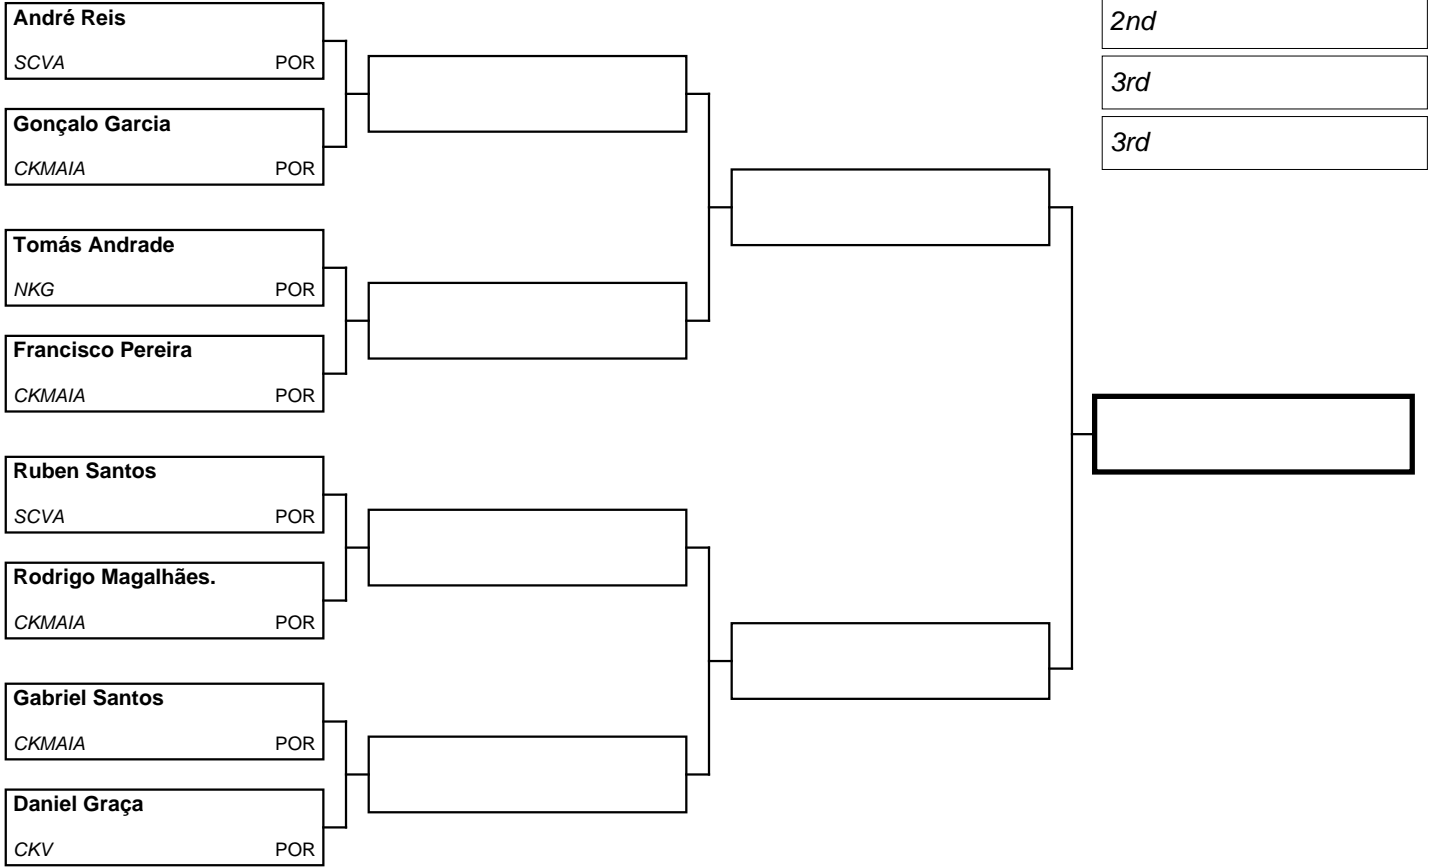 André Reis
SCVA POR
Gonçalo Garcia
CKMAIA POR
Tomás Andrade
NKG POR
Francisco Pereira
CKMAIA POR
Ruben Santos
SCVA POR
Rodrigo Magalhães.
CKMAIA POR
Gabriel Santos
CKMAIA POR
Daniel Graça
CKV POR
2nd
3rd
3rd